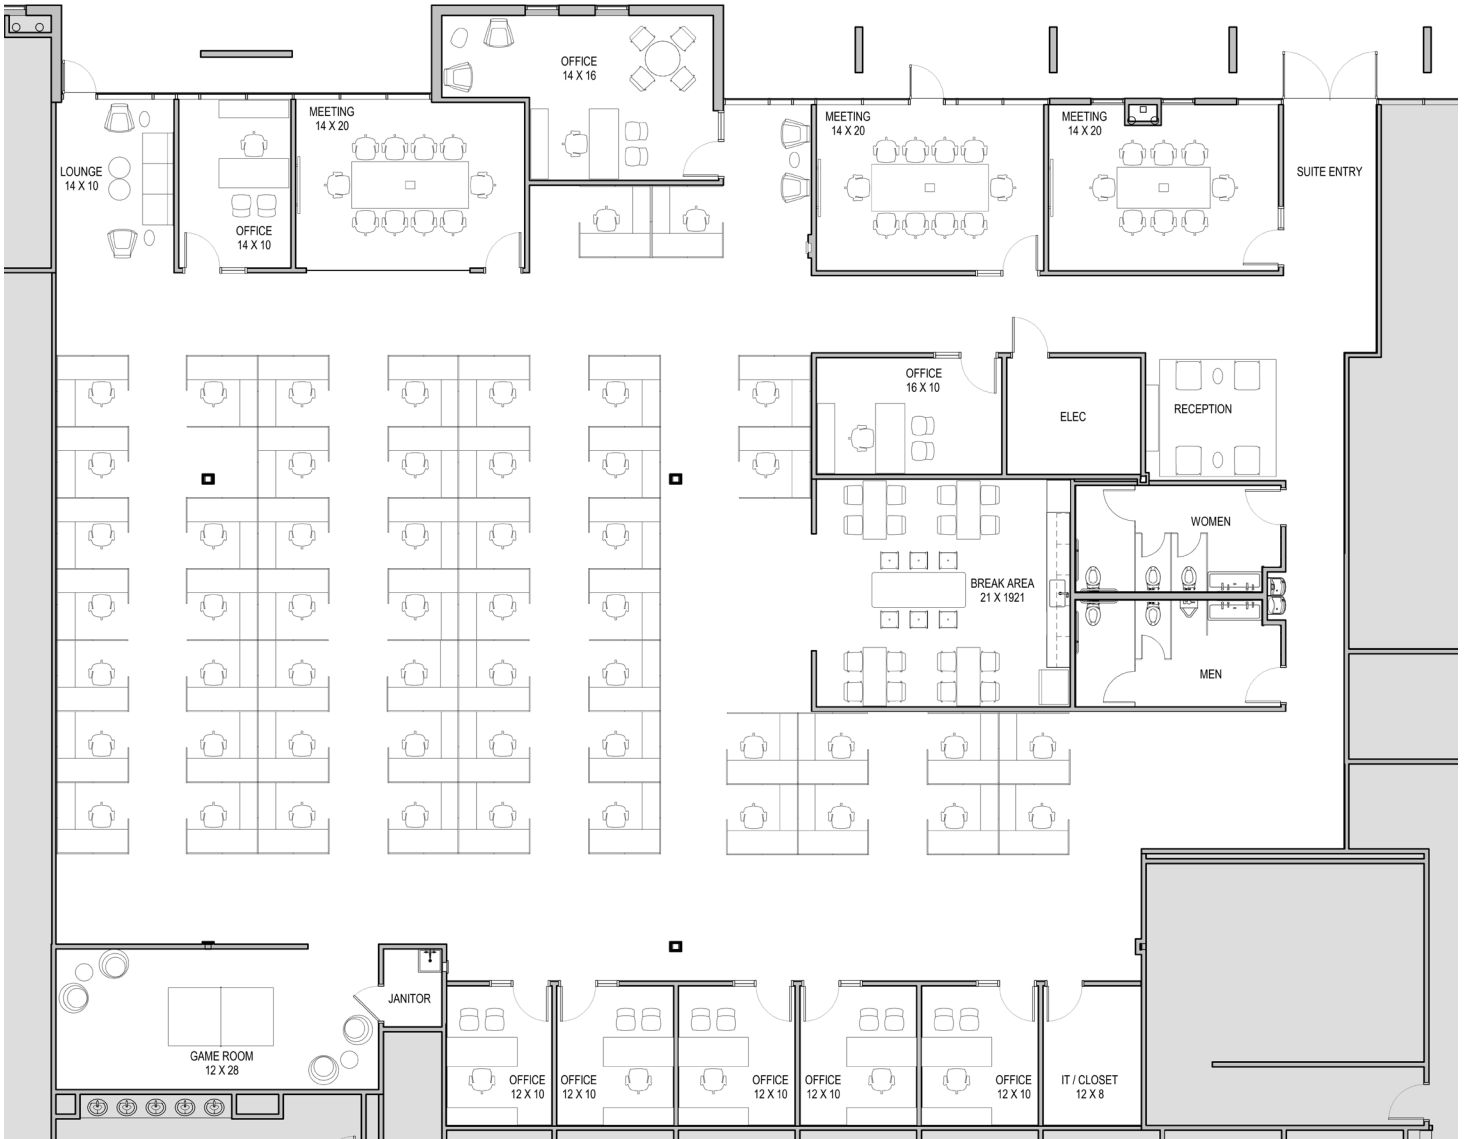 OFFICE
14 X 16
MEETING
14 X 20
MEETING
14 X 20
MEETING
14 X 20
LOUNGE
14 X 10
SUITE ENTRY
OFFICE
14 X 10
OFFICE
16 X 10
RECEPTION
ELEC
WOMEN
BREAK AREA
21 X 1921
MEN
JANITOR
GAME ROOM
12 X 28
OFFICE
12 X 10
OFFICE
12 X 10
OFFICE
12 X 10
OFFICE
12 X 10
OFFICE
12 X 10
IT / CLOSET
12 X 8